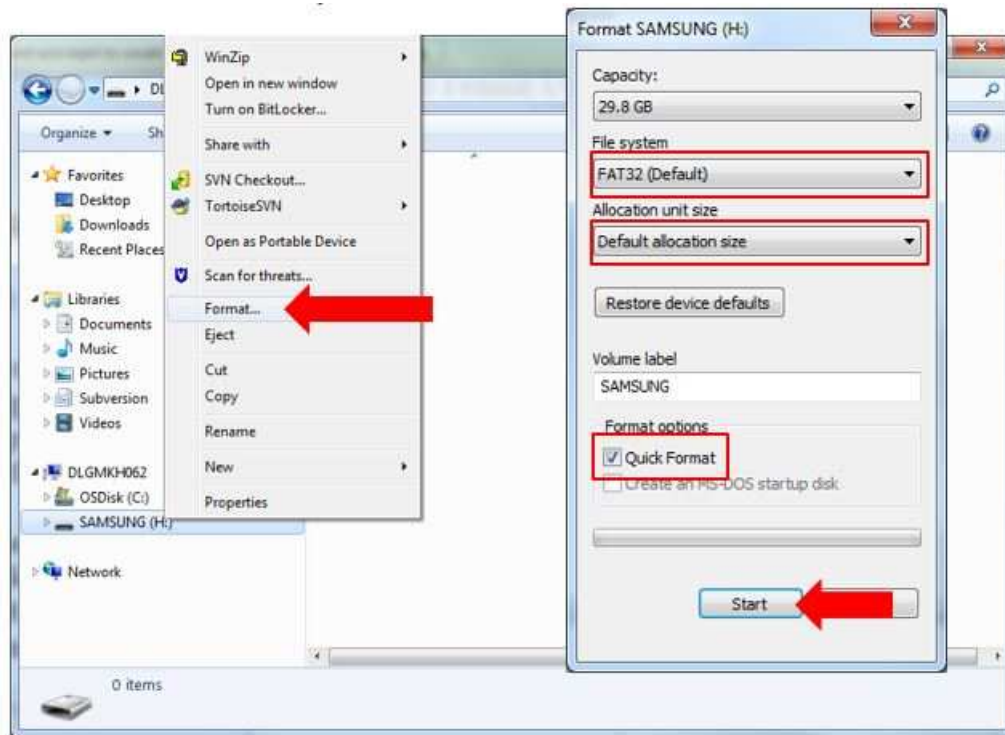 DL
Organize
Sh
Favorites
Desktop
Downloads
Recent Places
Libraries
Documents
Music
Pictures
Subversion
Videos
DLGMKH062
OSDisk (C:)
SAMSUNG (H:)
Network
0 items
WinZip
Open in new window
Turn on BitLocker...
Share with
SVN Checkout...
TortoiseSVN
Open as Portable Device
Scan for threats...
Format...
Eject
Cut
Copy
Rename
New
Properties
Format SAMSUNG (H:)
Capacity:
29.8 GB
File system
FAT32 (Default)
Allocation unit size
Default allocation size
Restore device defaults
Volume label
SAMSUNG
Format options
Quick Format
Create an MS-DOS startup disk
Start